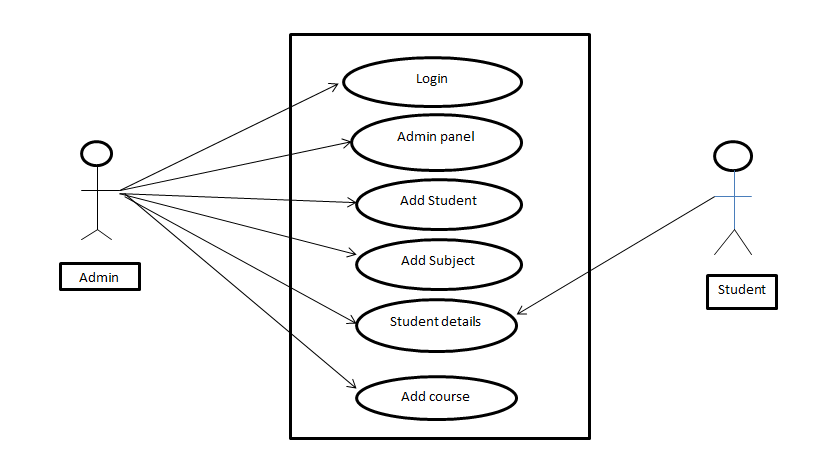 Login
Admin panel
Add Student
Add Subject
Admin
Student
Student details
Add course